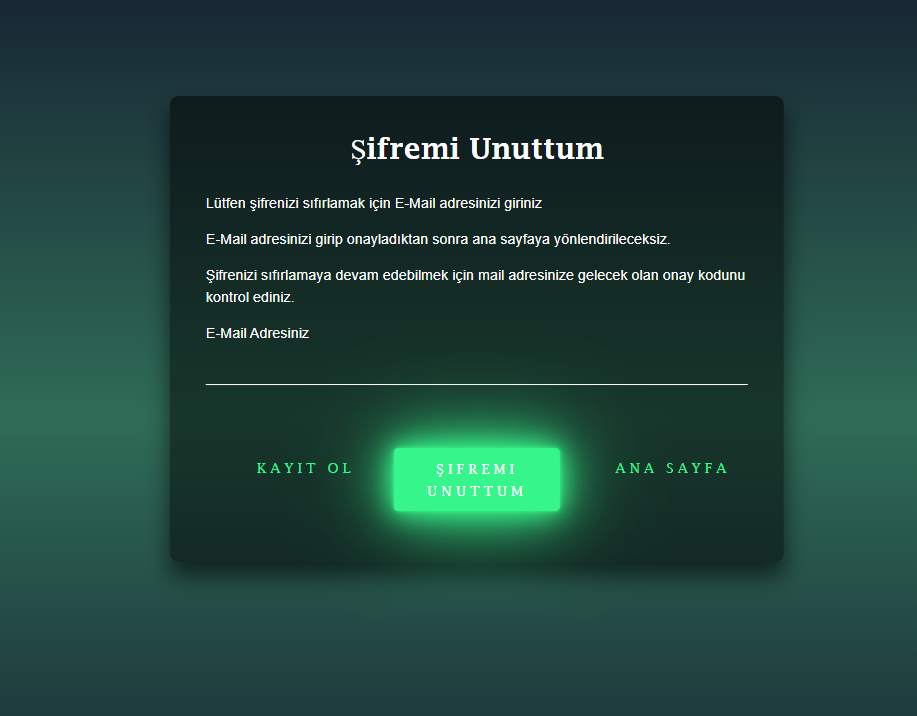 Şifremi Unuttum
Lütfen şifrenizi sıfırlamak için E-Mail adresinizi giriniz
E-Mail adresinizi girip onayladıktan sonra ana sayfaya yönlendirileceksiz.
Şifrenizi sıfırlamaya devam edebilmek için mail adresinize gelecek olan onay kodunu
kontrol ediniz.
E-Mail Adresiniz
KAYIT OL
ŞIFREMI
UNUTTUM
ANA SAYFA